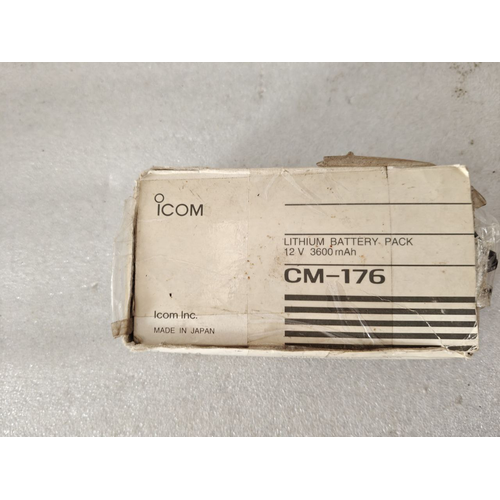 ICOM
LITHIUM BATTERY PACK
12 V 3600 mAh
CM-176
Icom Inc.
MADE IN JAPAN